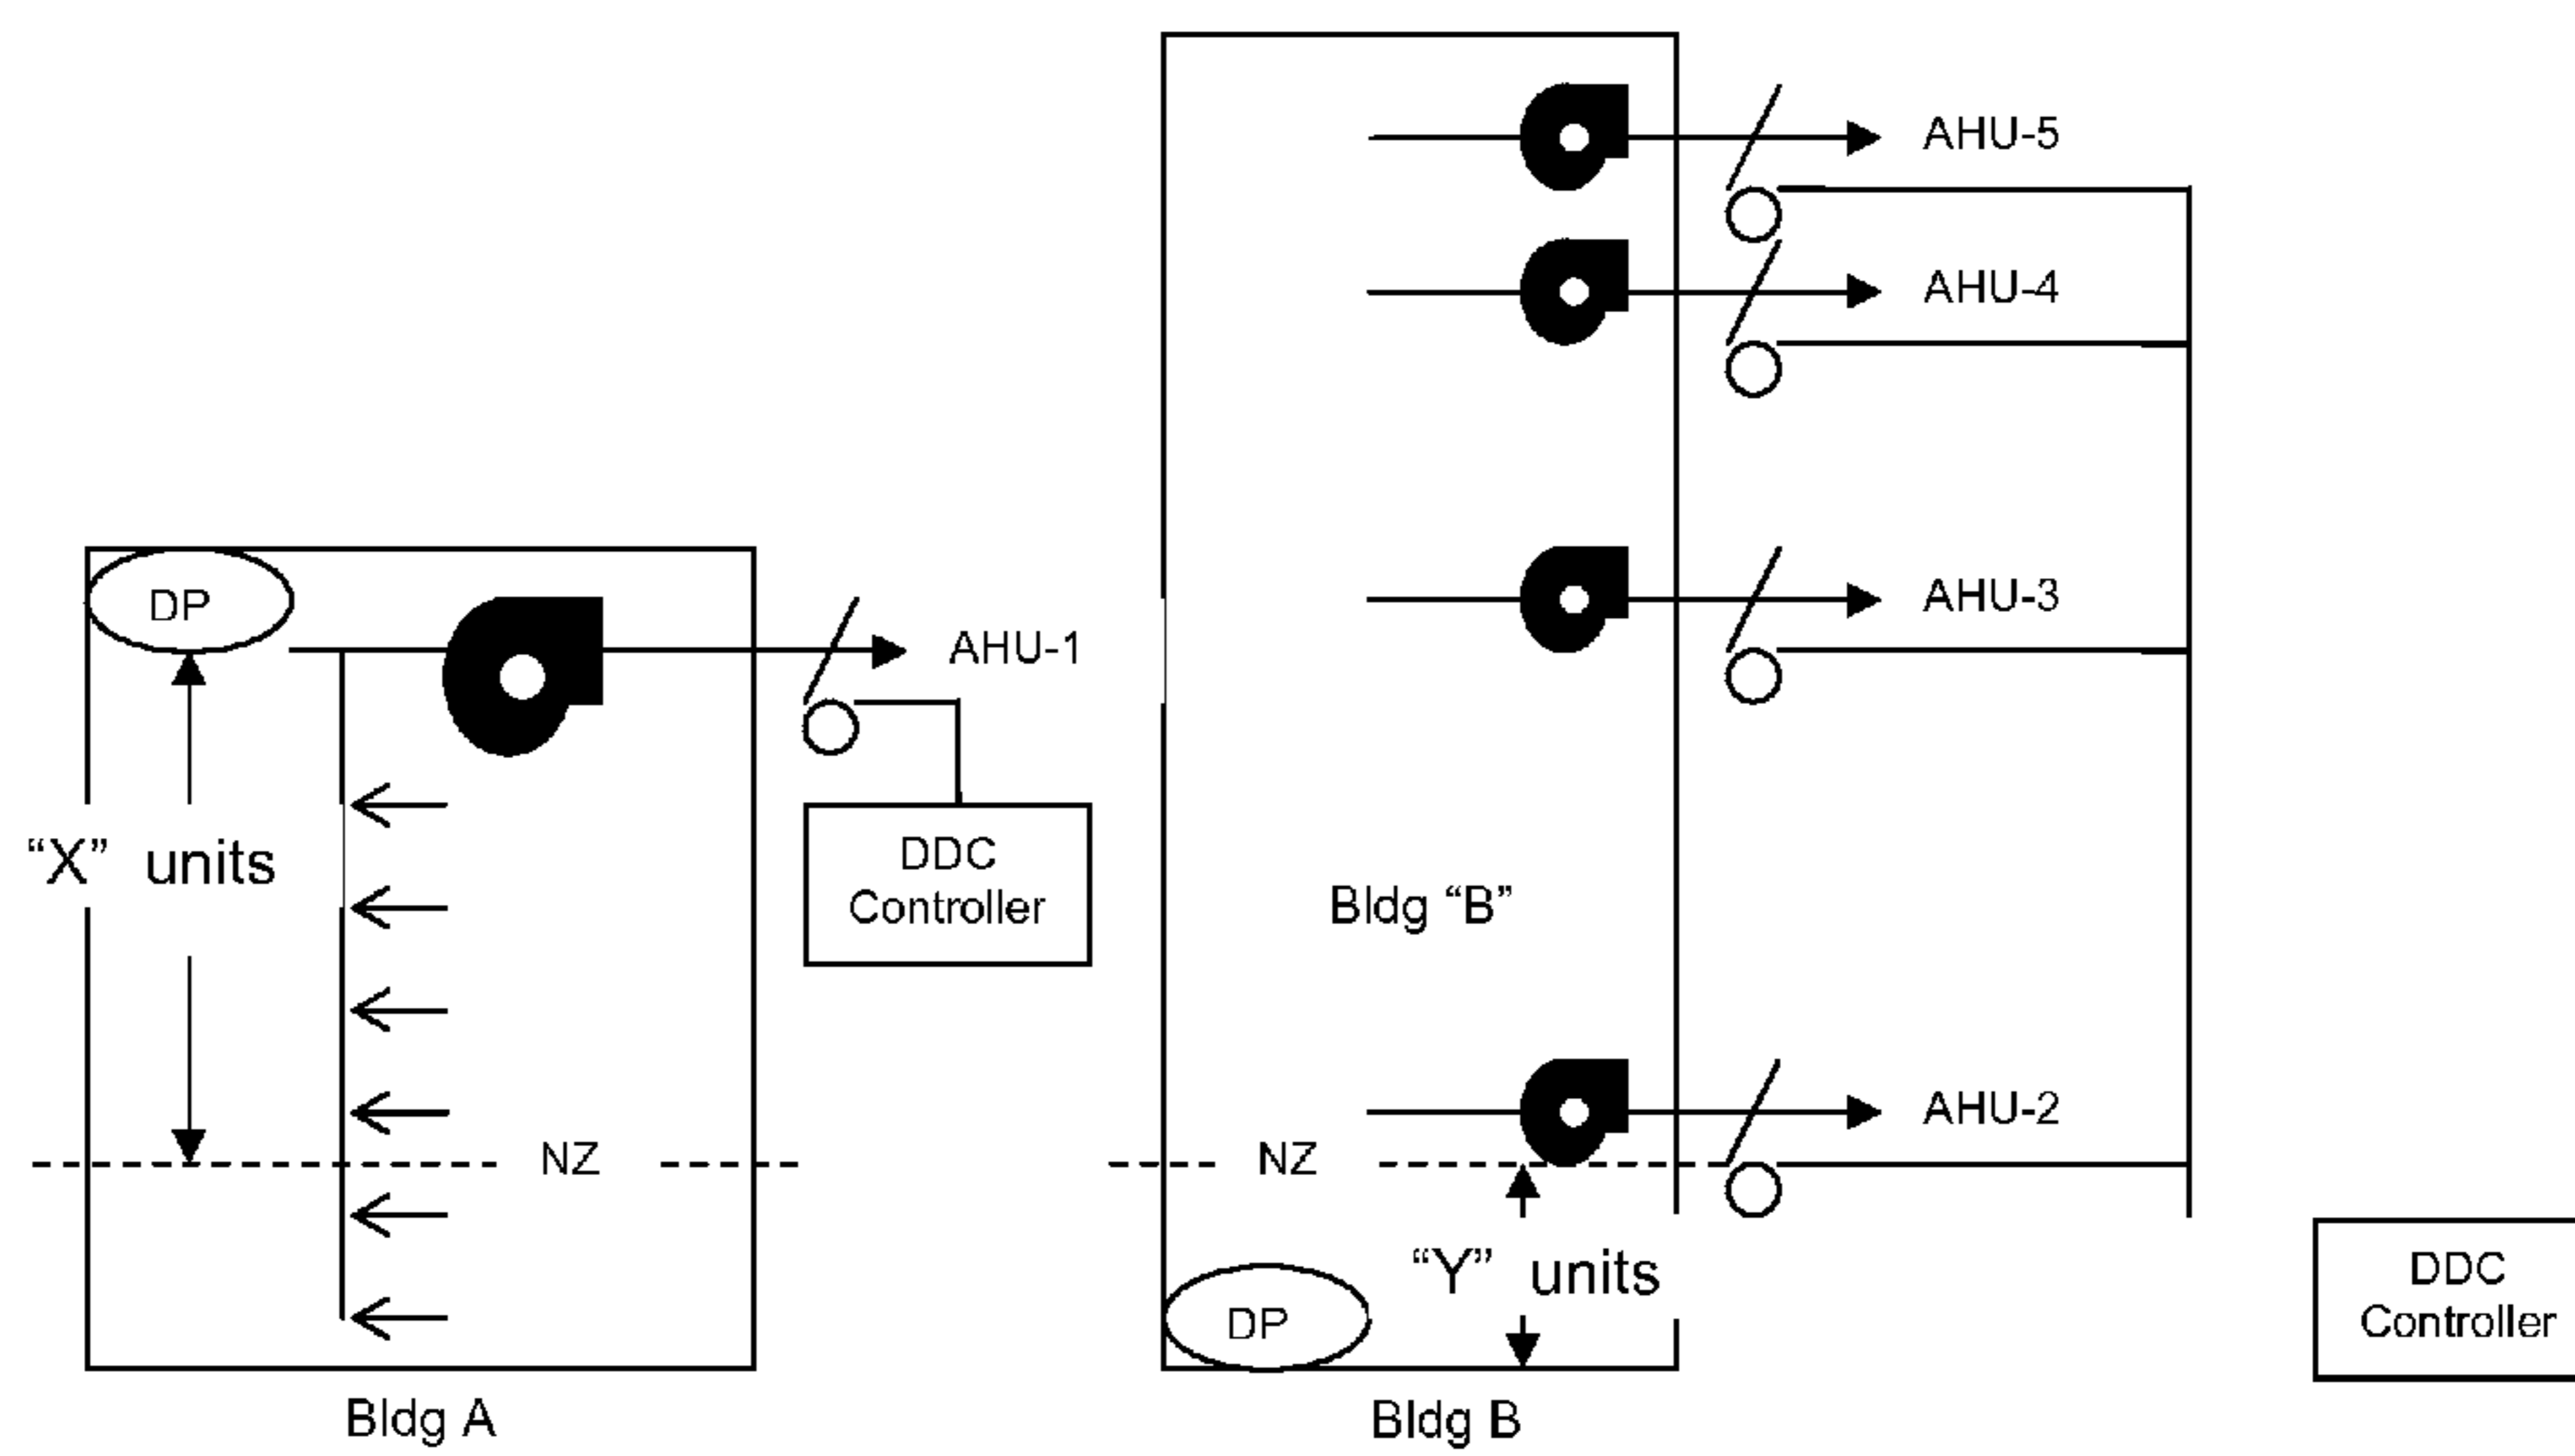 AHU-5
AHU-4
AHU-3
DP
AHU-1
“X” units
DDC
Controller
Bldg “B”
AHU-2
NZ
NZ
“Y” units
DP
DDC
Controller
Bldg A
Bldg B